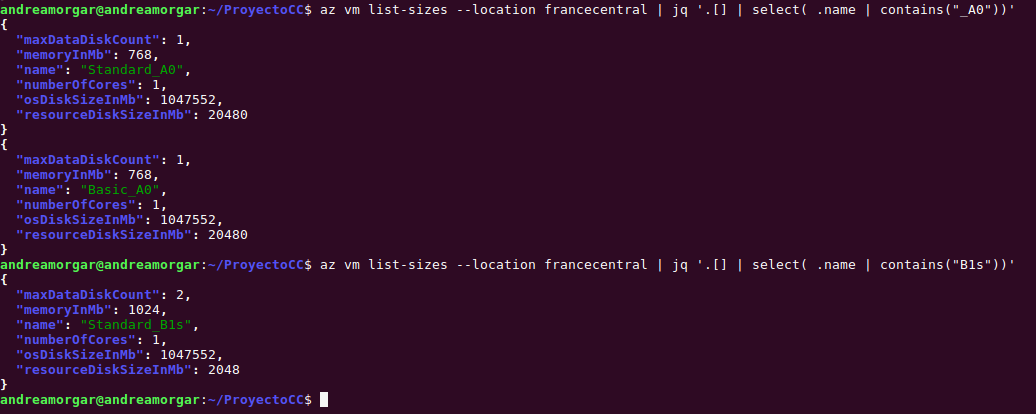 andreamorgar@andreamorgar:~/ProyectoCC$ az vm list-sizes --location francecentral | jq '.[] | select( .name | contains("_A0"))'
{
  "maxDataDiskCount": 1,
  "memoryInMb": 768,
  "name": "Standard_A0",
  "numberOfCores": 1,
  "osDiskSizeInMb": 1047552,
  "resourceDiskSizeInMb": 20480
}
{
  "maxDataDiskCount": 1,
  "memoryInMb": 768,
  "name": "Basic_A0",
  "numberOfCores": 1,
  "osDiskSizeInMb": 1047552,
  "resourceDiskSizeInMb": 20480
}
andreamorgar@andreamorgar:~/ProyectoCC$ az vm list-sizes --location francecentral | jq '.[] | select( .name | contains("B1s"))'
{
  "maxDataDiskCount": 2,
  "memoryInMb": 1024,
  "name": "Standard_B1s",
  "numberOfCores": 1,
  "osDiskSizeInMb": 1047552,
  "resourceDiskSizeInMb": 2048
}
andreamorgar@andreamorgar:~/ProyectoCC$